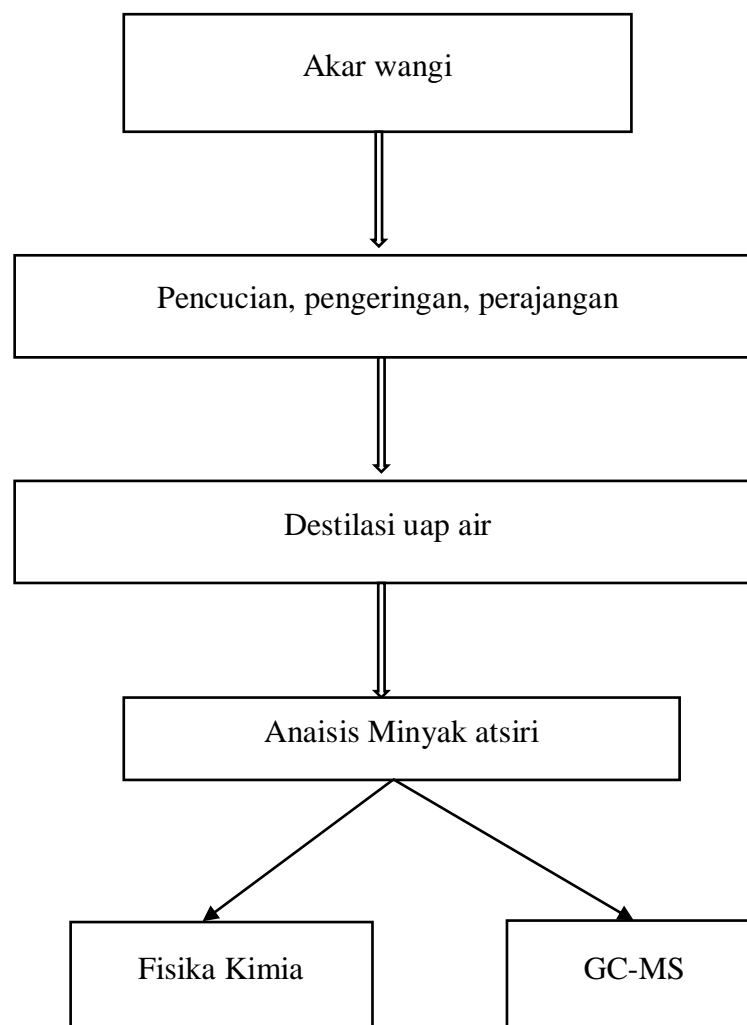 Akar wangi
Pencucian, pengeringan, perajangan
Destilasi uap air
Anaisis Minyak atsiri
Fisika Kimia
GC-MS